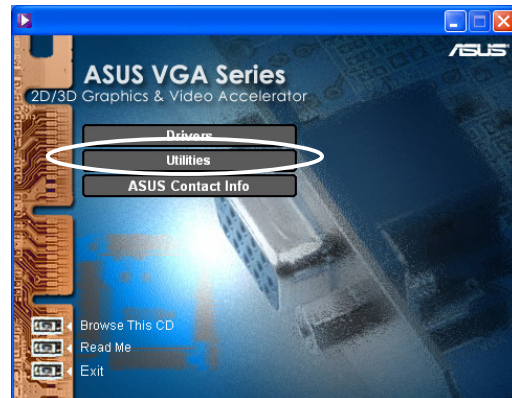 ASUS
ASUS VGA Series
2D/3D Graphics & Video Accelerator
Drivers
Utilities
ASUS Contact Info
Browse This CD
Read Me
Exit